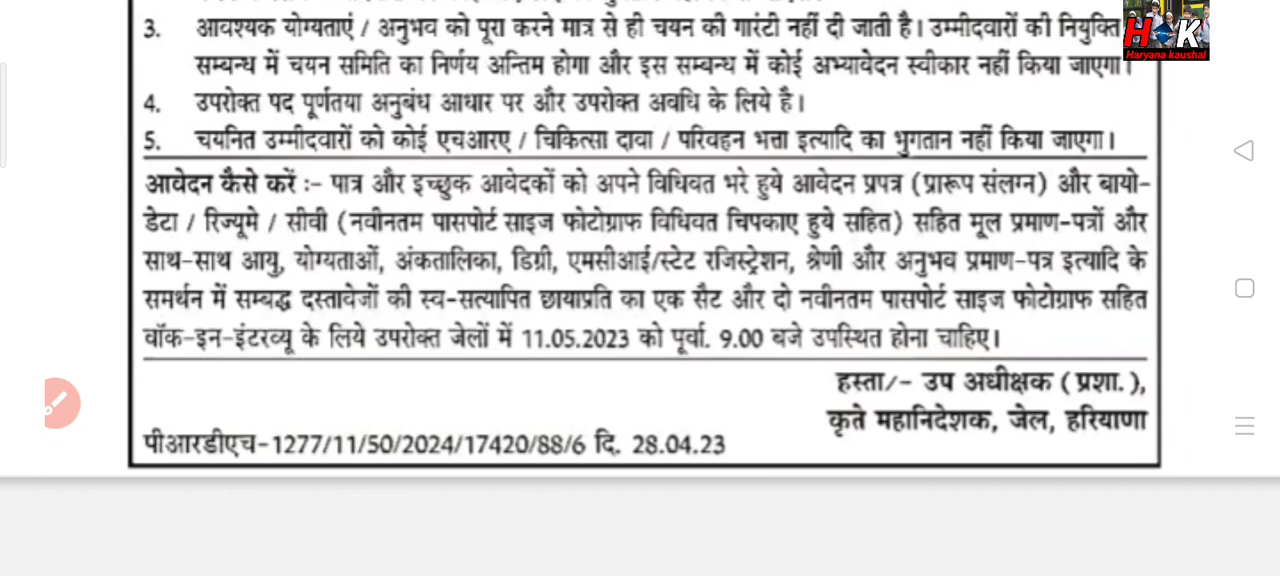 3. आवश्यक योग्यताएं / अनुभव को पूरा करने मात्र से ही चयन की गारंटी नहीं दी जाती है। उम्मीदवारों की नियुक्ति
सम्बन्ध में चयन समिति का निर्णय अन्तिम होगा और इस सम्बन्ध में कोई अभ्यावेदन स्वीकार नहीं किया जाएगा।
4. उपरोक्त पद पूर्णतया अनुबंध आधार पर और उपरोक्त अवधि के लिये है।
5. चयनित उम्मीदवारों को कोई एचआरए / चिकित्सा दावा / परिवहन भत्ता इत्यादि का भुगतान नहीं किया जाएगा।
आवेदन कैसे करें :- पात्र और इच्छुक आवेदकों को अपने विधिवत भरे हुये आवेदन प्रपत्र (प्रारूप संलग्न) और बायो-
डेटा / रिज्यूमे / सीवी (नवीनतम पासपोर्ट साइज फोटोग्राफ विधिवत चिपकाए हुये सहित) सहित मूल प्रमाण-पत्रों और
साथ-साथ आयु, योग्यताओं, अंकतालिका, डिग्री, एमसीआई/स्टेट रजिस्ट्रेशन, श्रेणी और अनुभव प्रमाण-पत्र इत्यादि के
समर्थन में सम्बद्ध दस्तावेजों की स्व-सत्यापित छायाप्रति का एक सैट और दो नवीनतम पासपोर्ट साइज फोटोग्राफ सहित
वॉक-इन-इंटरव्यू के लिये उपरोक्त जेलों में 11.05.2023 को पूर्वा. 9.00 बजे उपस्थित होना चाहिए।
हस्ता/- उप अधीक्षक (प्रशा.),
कृते महानिदेशक, जेल, हरियाणा
पीआरडीएच-1277/11/50/2024/17420/88/6 दि. 28.04.23
H K
Haryana kaushal